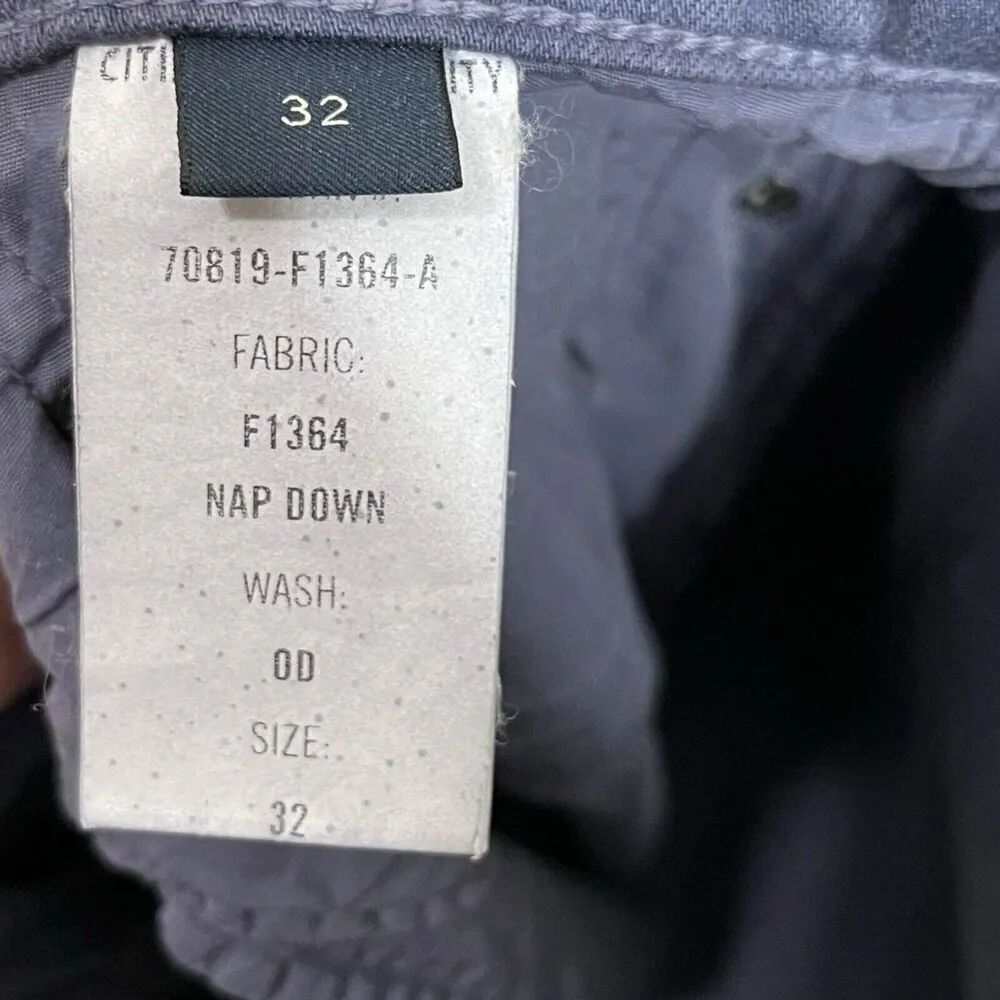 32
70819-F1364-A
FABRIC:
F1364
NAP DOWN
WASH:
OD
SIZE:
32